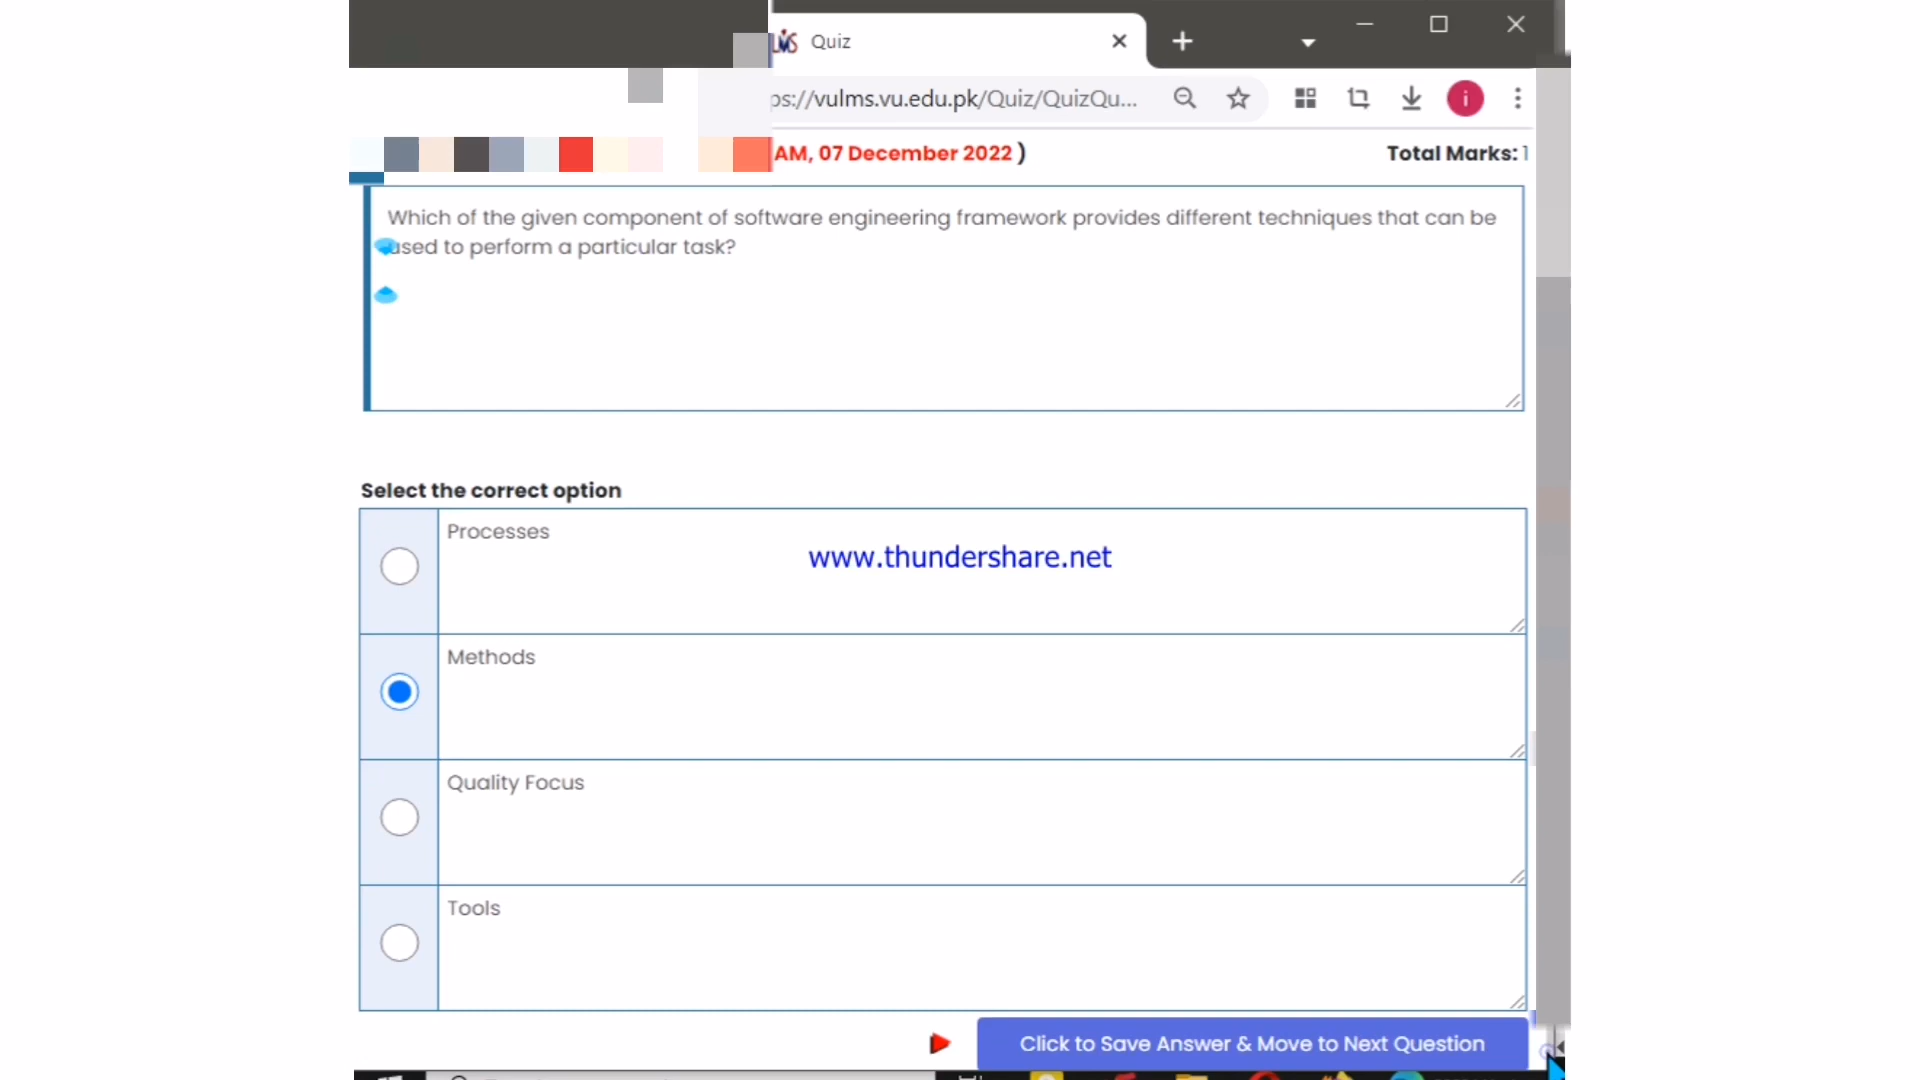 Quiz
ps://vulms.vu.edu.pk/Quiz/QuizQu...
i
AM, 07 December 2022 )
Total Marks: 1
Which of the given component of software engineering framework provides different techniques that can be
used to perform a particular task?
Select the correct option
Processes
www.thundershare.net
Methods
Quality Focus
Tools
Click to Save Answer & Move to Next Question